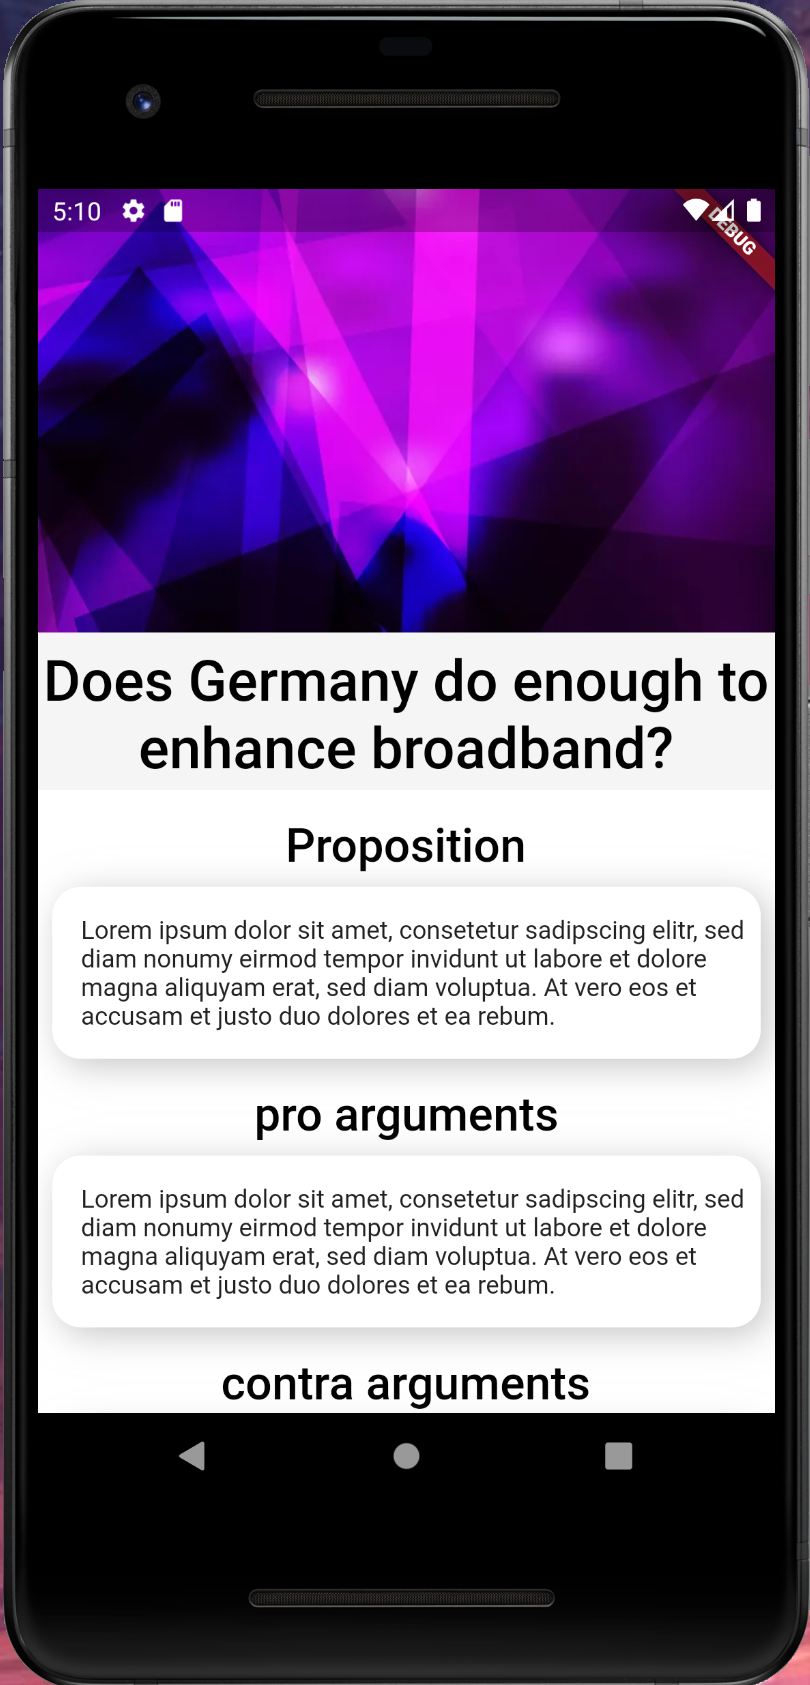 5:10
DEBUG
Does Germany do enough to
enhance broadband?
Proposition
Lorem ipsum dolor sit amet, consetetur sadipscing elitr, sed
diam nonumy eirmod tempor invidunt ut labore et dolore
magna aliquyam erat, sed diam voluptua. At vero eos et
accusam et justo duo dolores et ea rebum.
pro arguments
Lorem ipsum dolor sit amet, consetetur sadipscing elitr, sed
diam nonumy eirmod tempor invidunt ut labore et dolore
magna aliquyam erat, sed diam voluptua. At vero eos et
accusam et justo duo dolores et ea rebum.
contra arguments